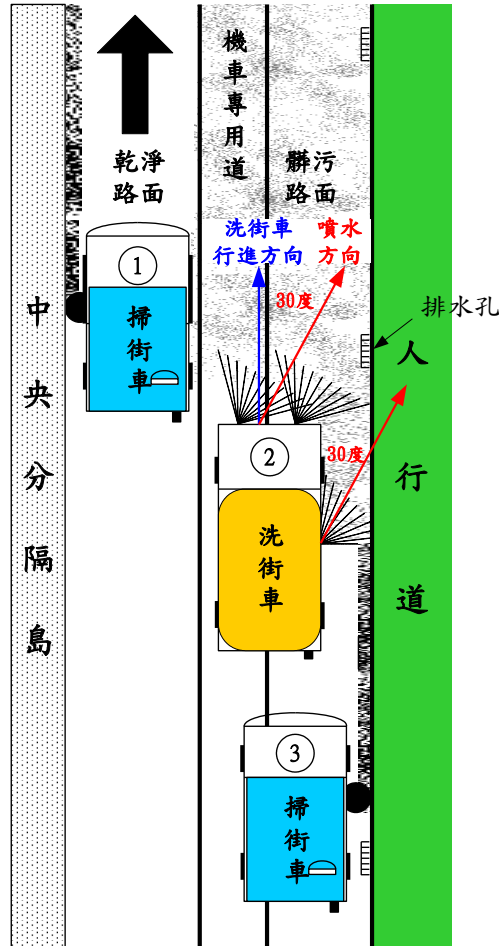 中央分隔島
乾淨
路面
機車專用道
髒污
路面
洗街車
行進方向
噴水
方向
30度
①
掃街車
排水孔
人行道
②
30度
洗街車
③
掃街車